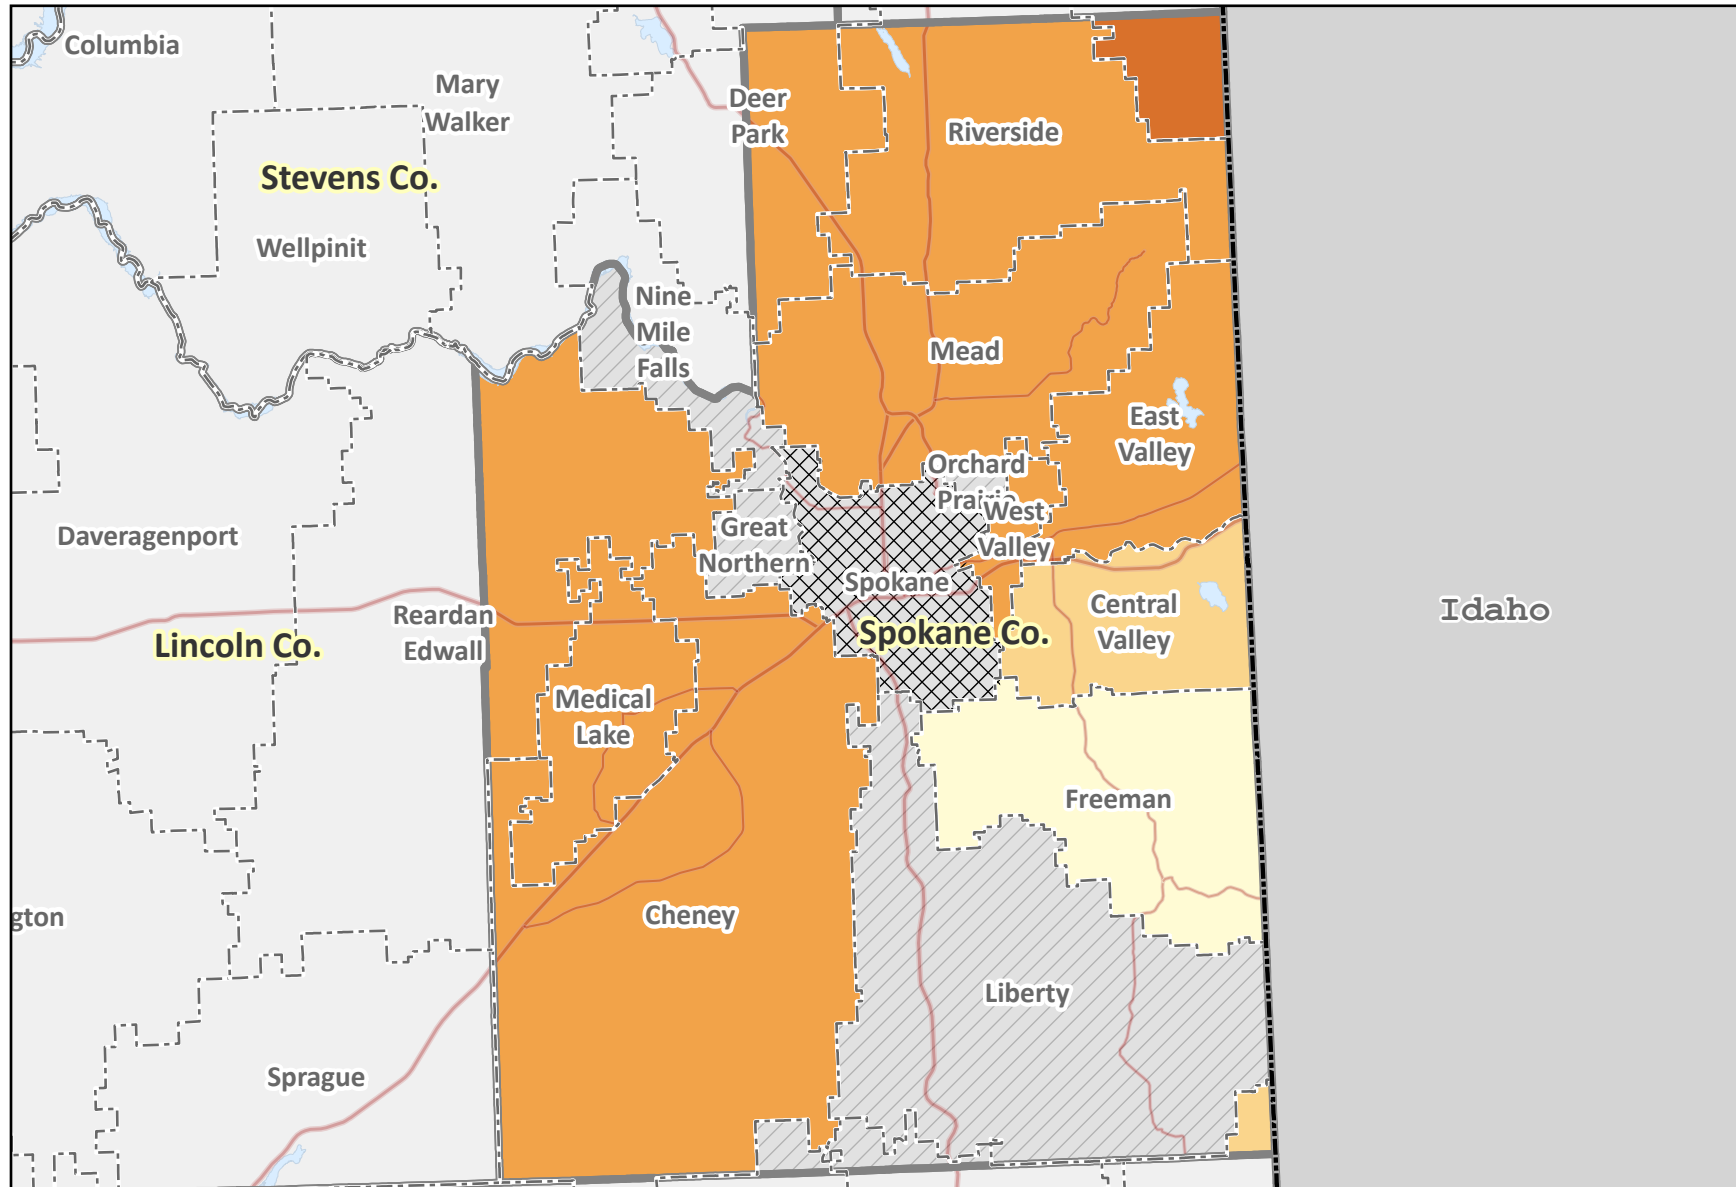 Columbia
Mary
Walker
Deer
Park
Riverside
Stevens Co.
Wellpinit
Nine
Mile
Falls
Mead
East
Valley
Orchard
Prairie
West
Valley
Great
Northern
Daveragenport
Spokane
Spokane Co.
Central
Valley
Idaho
Reardan
Edwall
Lincoln Co.
Medical
Lake
Freeman
Cheney
gton
Liberty
Sprague